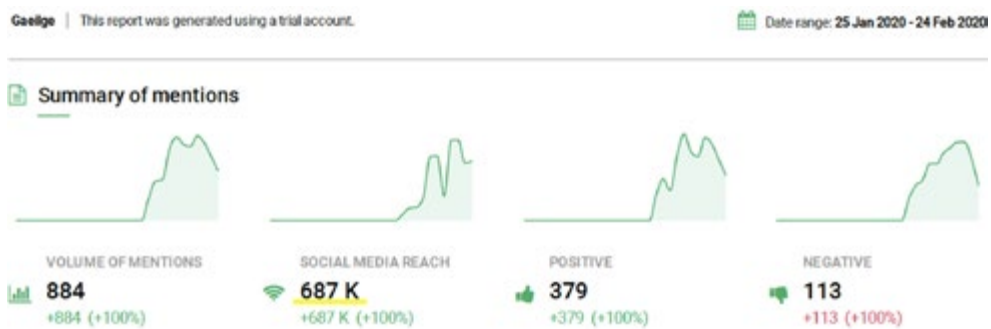 Gaeilge | This report was generated using a trial account.
Date range: 25 Jan 2020 - 24 Feb 2020
Summary of mentions
VOLUME OF MENTIONS
884
+884 (+100%)
SOCIAL MEDIA REACH
687 K
+687 K (+100%)
POSITIVE
379
+379 (+100%)
NEGATIVE
113
+113 (+100%)